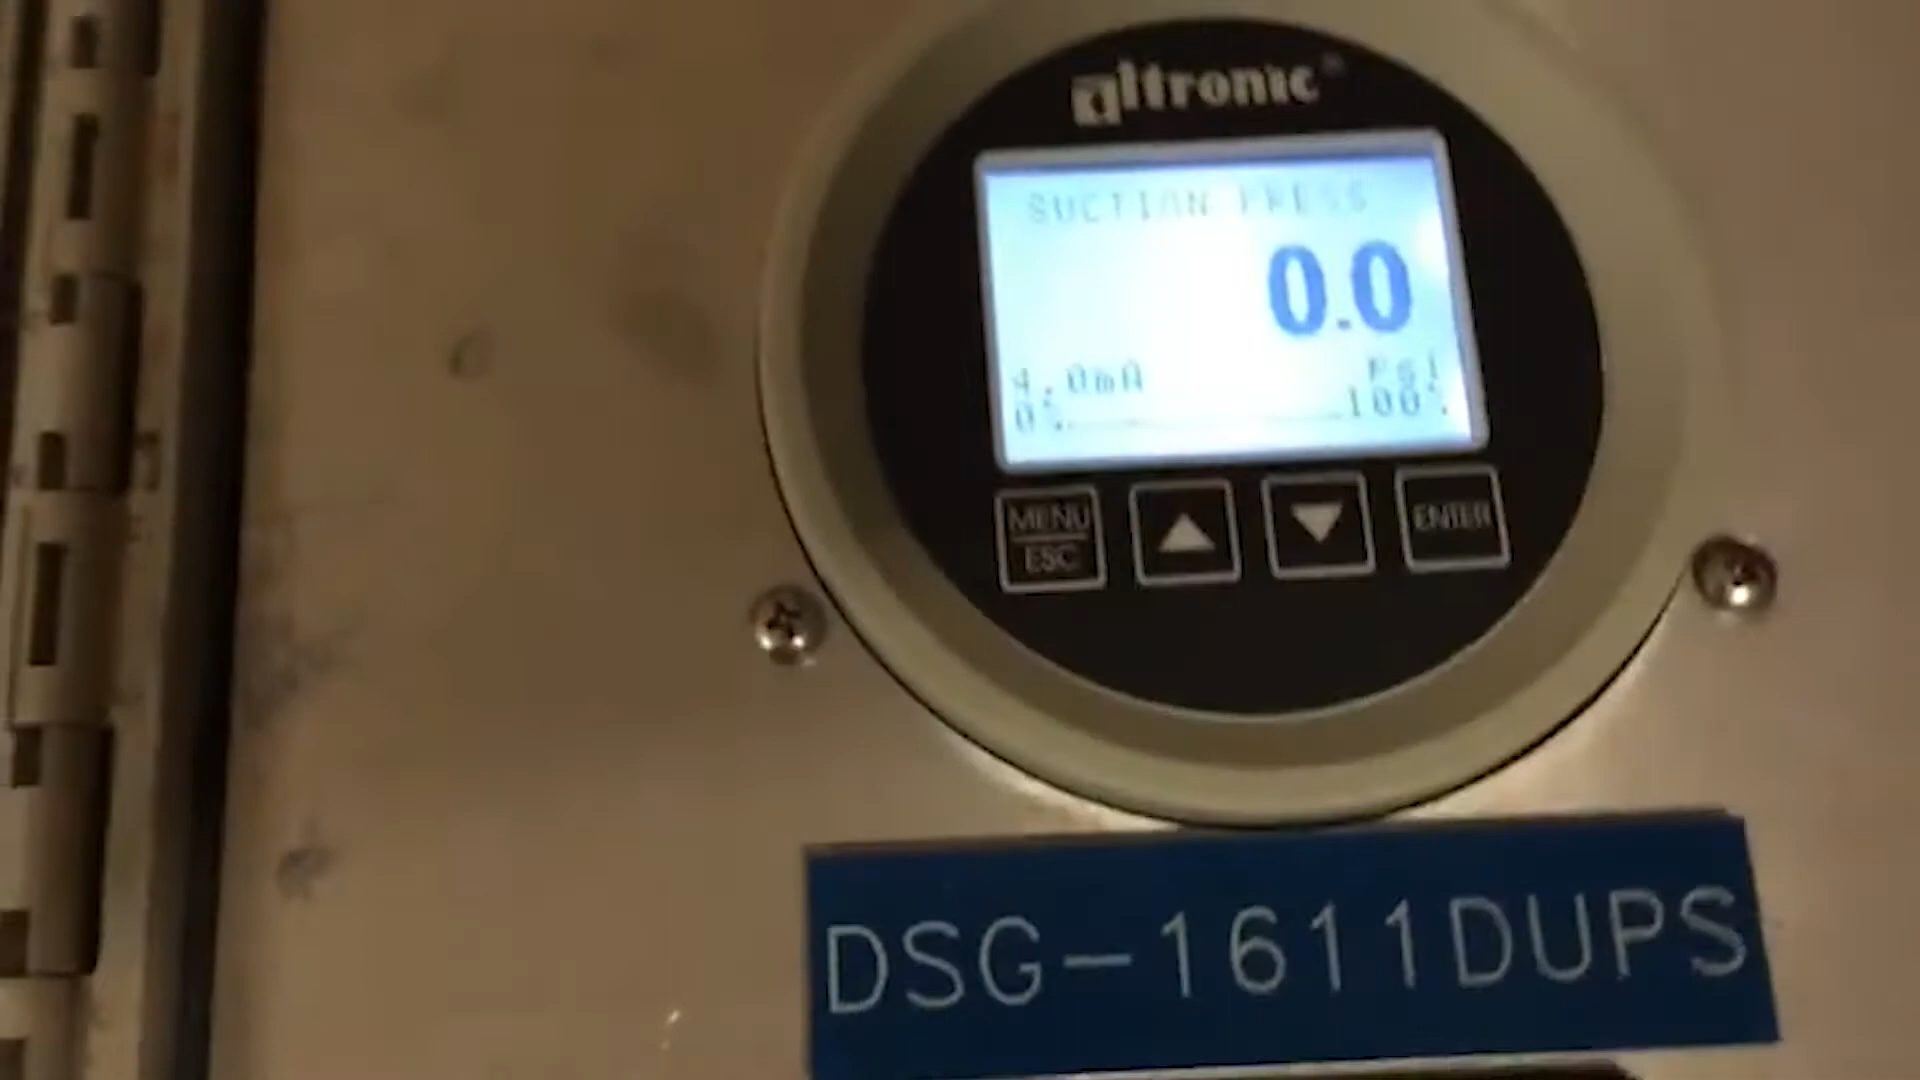 altronic®
SUCTION PRESS
0.0
4.0mA Psi
0% 100%
MENU
ESC
ENTER
DSG-1611DUPS